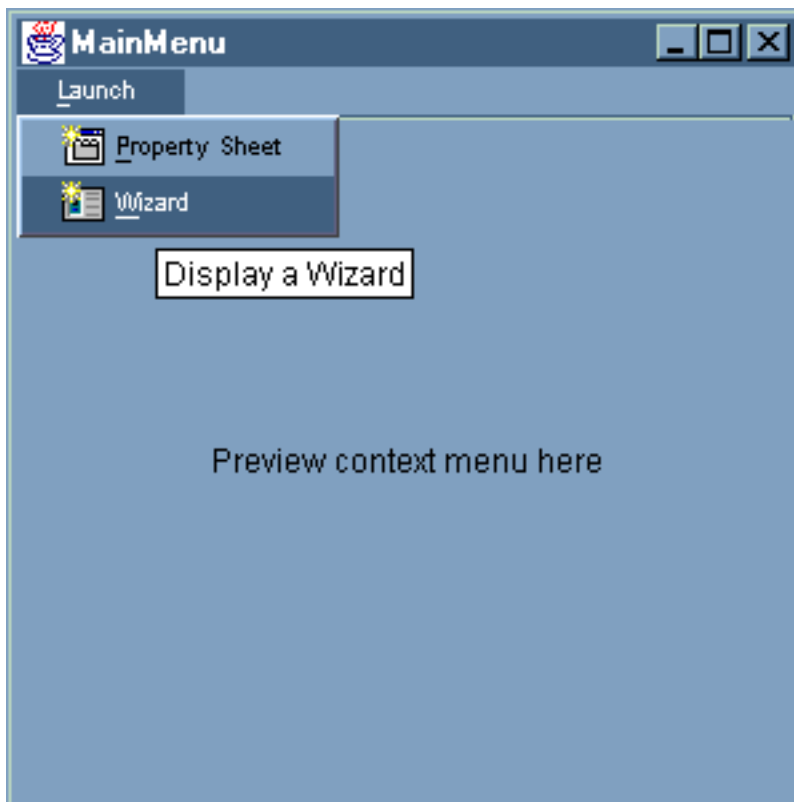 MainMenu
Launch
Property Sheet
Wizard
Display a Wizard
Preview context menu here